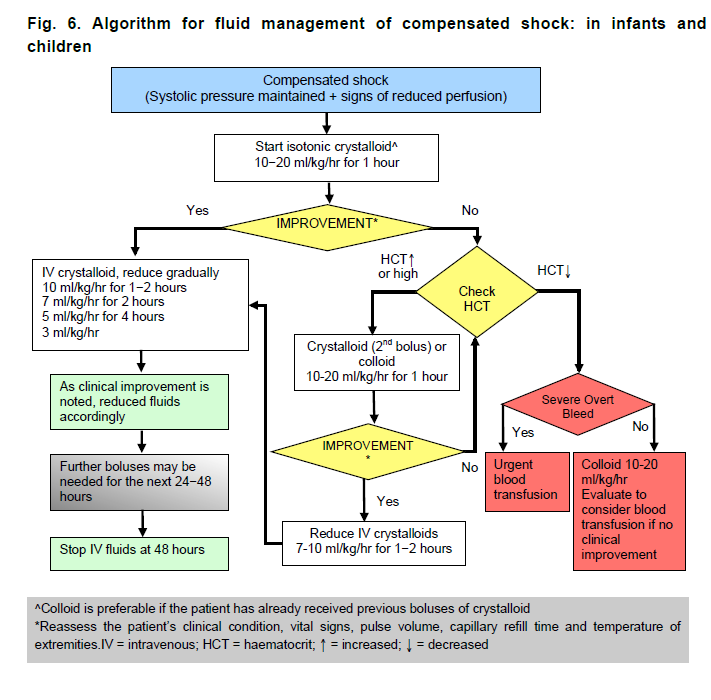 Fig. 6. Algorithm for fluid management of compensated shock: in infants and
children
Compensated shock
(Systolic pressure maintained + signs of reduced perfusion)
Start isotonic crystalloid^
10−20 ml/kg/hr for 1 hour
Yes
IMPROVEMENT*
No
IV crystalloid, reduce gradually
10 ml/kg/hr for 1−2 hours
7 ml/kg/hr for 2 hours
5 ml/kg/hr for 4 hours
3 ml/kg/hr
HCT↑
or high
Check
HCT
HCT↓
Crystalloid (2nd bolus) or
colloid
10-20 ml/kg/hr for 1 hour
As clinical improvement is
noted, reduced fluids
accordingly
Severe Overt
Bleed
Yes
No
IMPROVEMENT
*
No
Further boluses may be
needed for the next 24−48
hours
Urgent
blood
transfusion
Colloid 10-20
ml/kg/hr
Evaluate to
consider blood
transfusion if no
clinical
improvement
Yes
Stop IV fluids at 48 hours
Reduce IV crystalloids
7-10 ml/kg/hr for 1−2 hours
^Colloid is preferable if the patient has already received previous boluses of crystalloid
*Reassess the patient's clinical condition, vital signs, pulse volume, capillary refill time and temperature of
extremities.IV = intravenous; HCT = haematocrit; ↑ = increased; ↓ = decreased